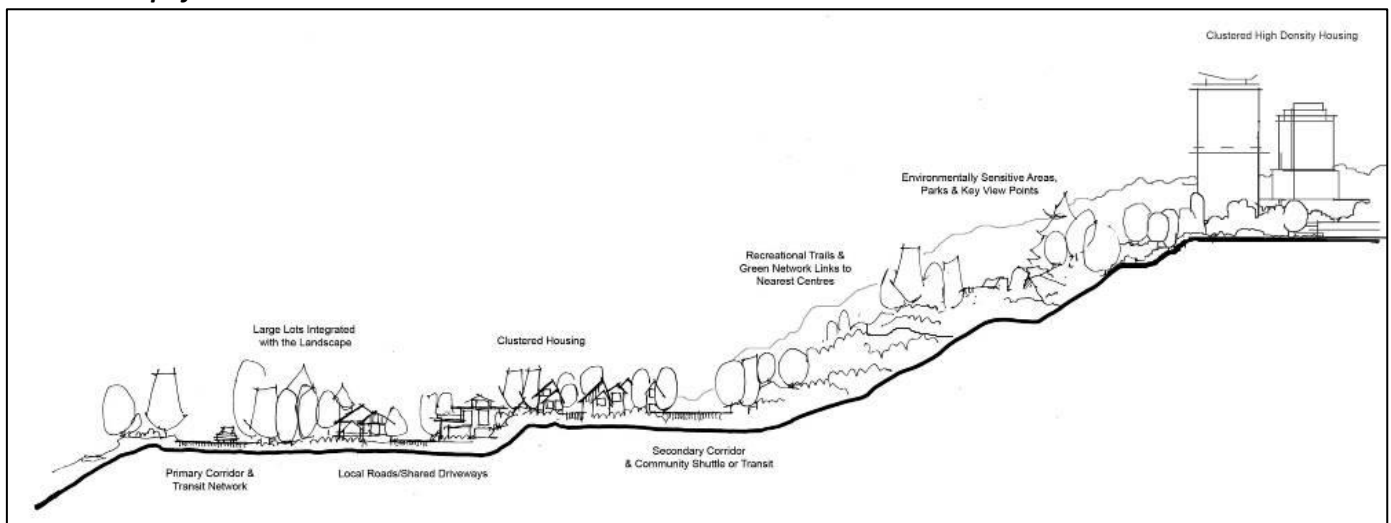 Clustered High Density Housing
Environmentally Sensitive Areas,
Parks & Key View Points
Recreational Trails &
Green Network Links to
Nearest Centres
Large Lots Integrated
with the Landscape
Clustered Housing
Primary Corridor &
Transit Network
Local Roads/Shared Driveways
Secondary Corridor
& Community Shuttle or Transit